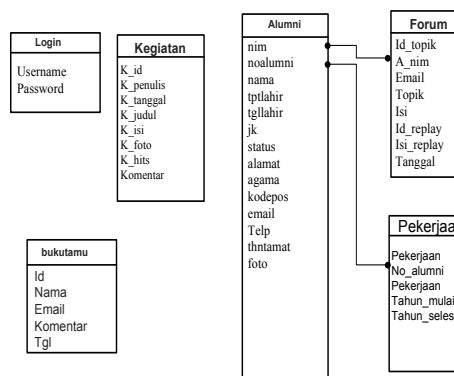 Login
Username
Password
Kegiatan
K_id
K_penulis
K_tanggal
K_judul
K_isi
K_foto
K_hits
Komentar
bukutamu
Id
Nama
Email
Komentar
Tgl
Alumni
nim
noalumni
nama
tptlahir
tgllahir
jk
status
alamat
agama
kodepos
email
Telp
thntamat
foto
Forum
Id_topik
A_nim
Email
Topik
Isi
Id_replay
Isi_replay
Tanggal
Pekerjaa
Pekerjaan
No_alumni
Pekerjaan
Tahun_mulai
Tahun_seles